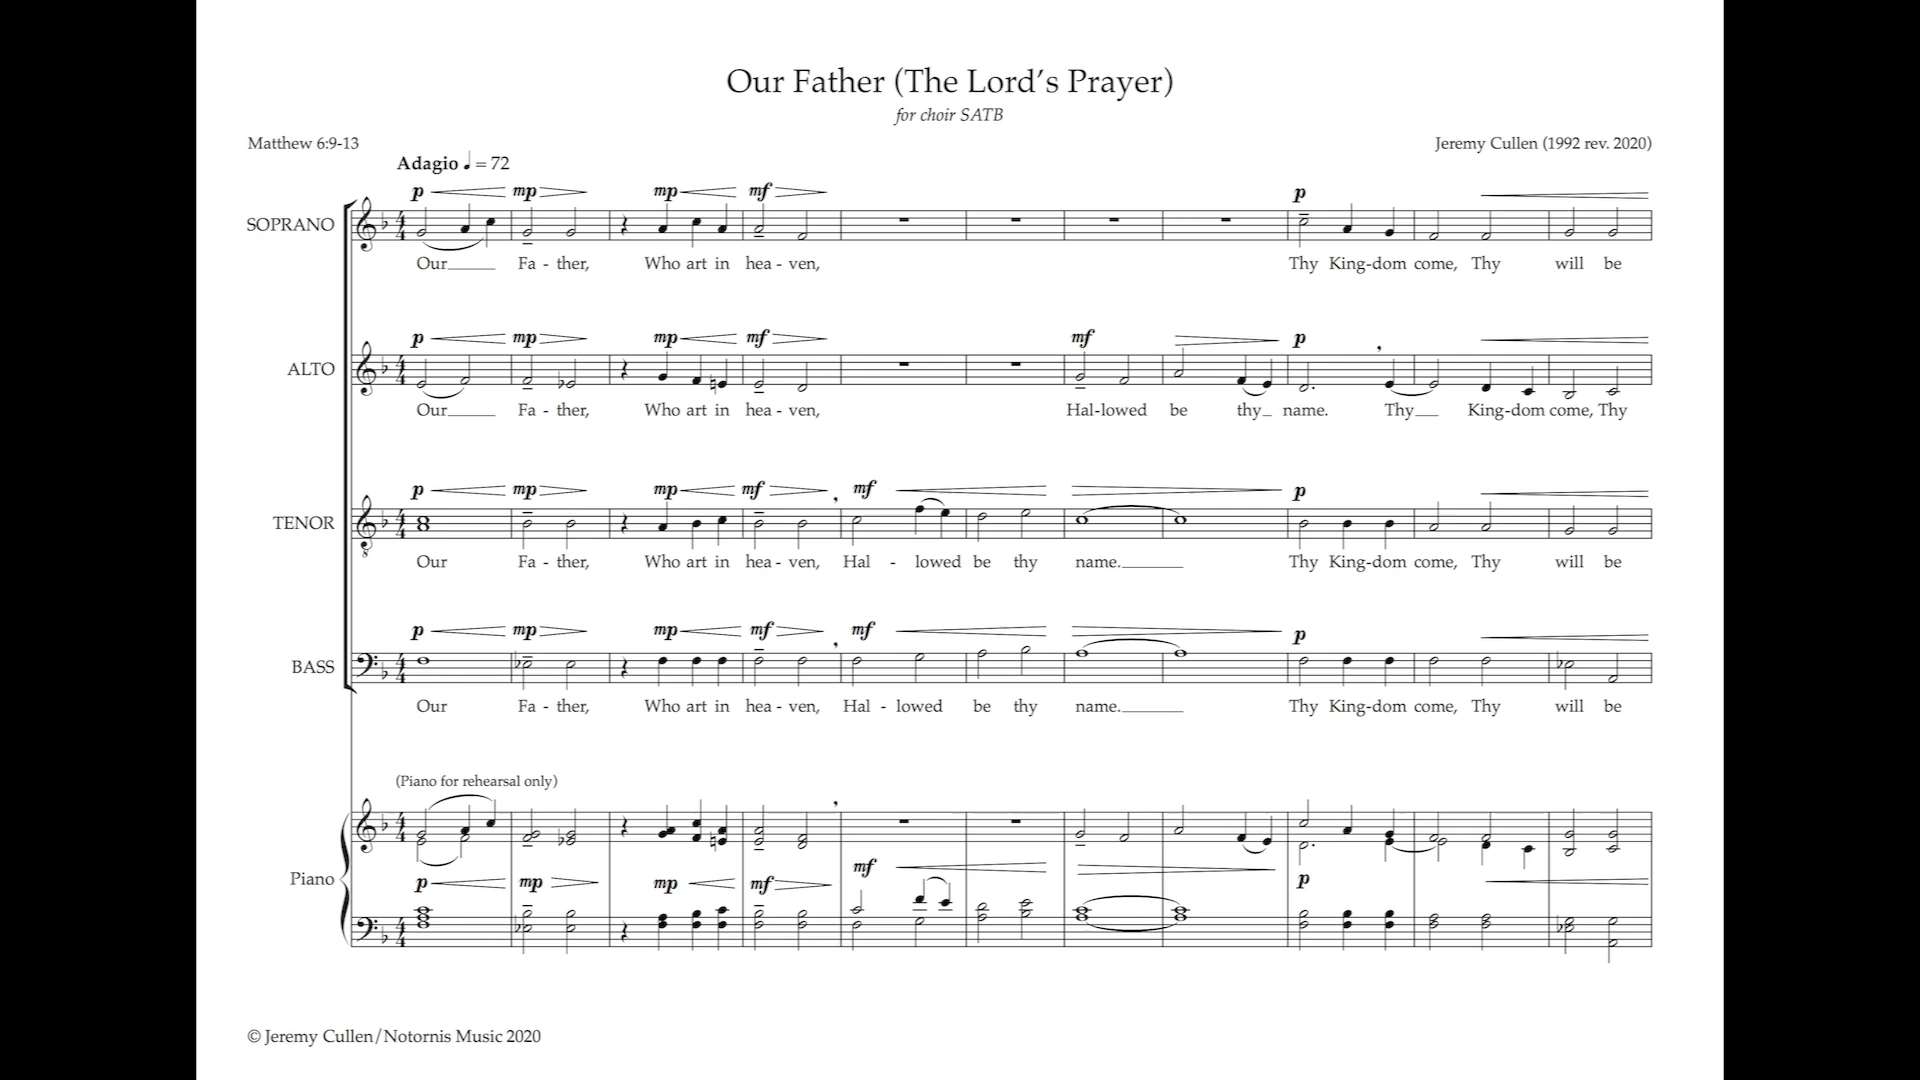 Our Father (The Lord's Prayer)
for choir SATB
Matthew 6:9-13
Jeremy Cullen (1992 rev. 2020)
Adagio ♩ = 72
p mp mp mf p
SOPRANO
Our Fa - ther, Who art in hea - ven, Thy King-dom come, Thy will be
p mp mp mf mf p
ALTO
Our Fa - ther, Who art in hea - ven, Hal-lowed be thy name. Thy King-dom come, Thy
p mp mp mf mf p
TENOR
8
Our Fa - ther, Who art in hea - ven, Hal - lowed be thy name. Thy King-dom come, Thy will be
p mp mp mf mf p
BASS
Our Fa - ther, Who art in hea - ven, Hal - lowed be thy name. Thy King-dom come, Thy will be
(Piano for rehearsal only)
Piano
p mp mp mf mf p
© Jeremy Cullen/Notornis Music 2020